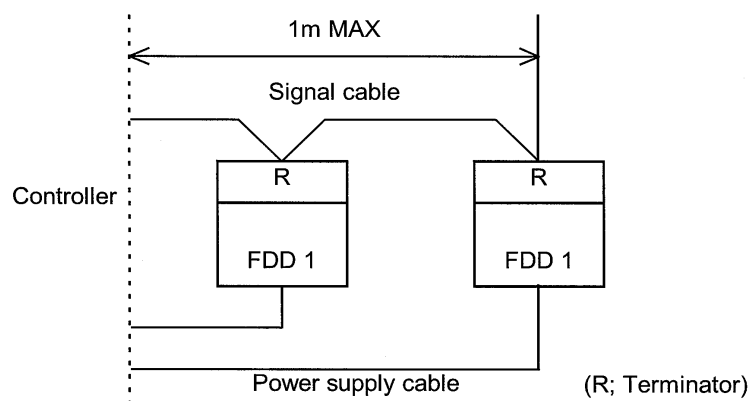 1m MAX
Signal cable
R
R
Controller
FDD 1
FDD 1
Power supply cable
(R; Terminator)